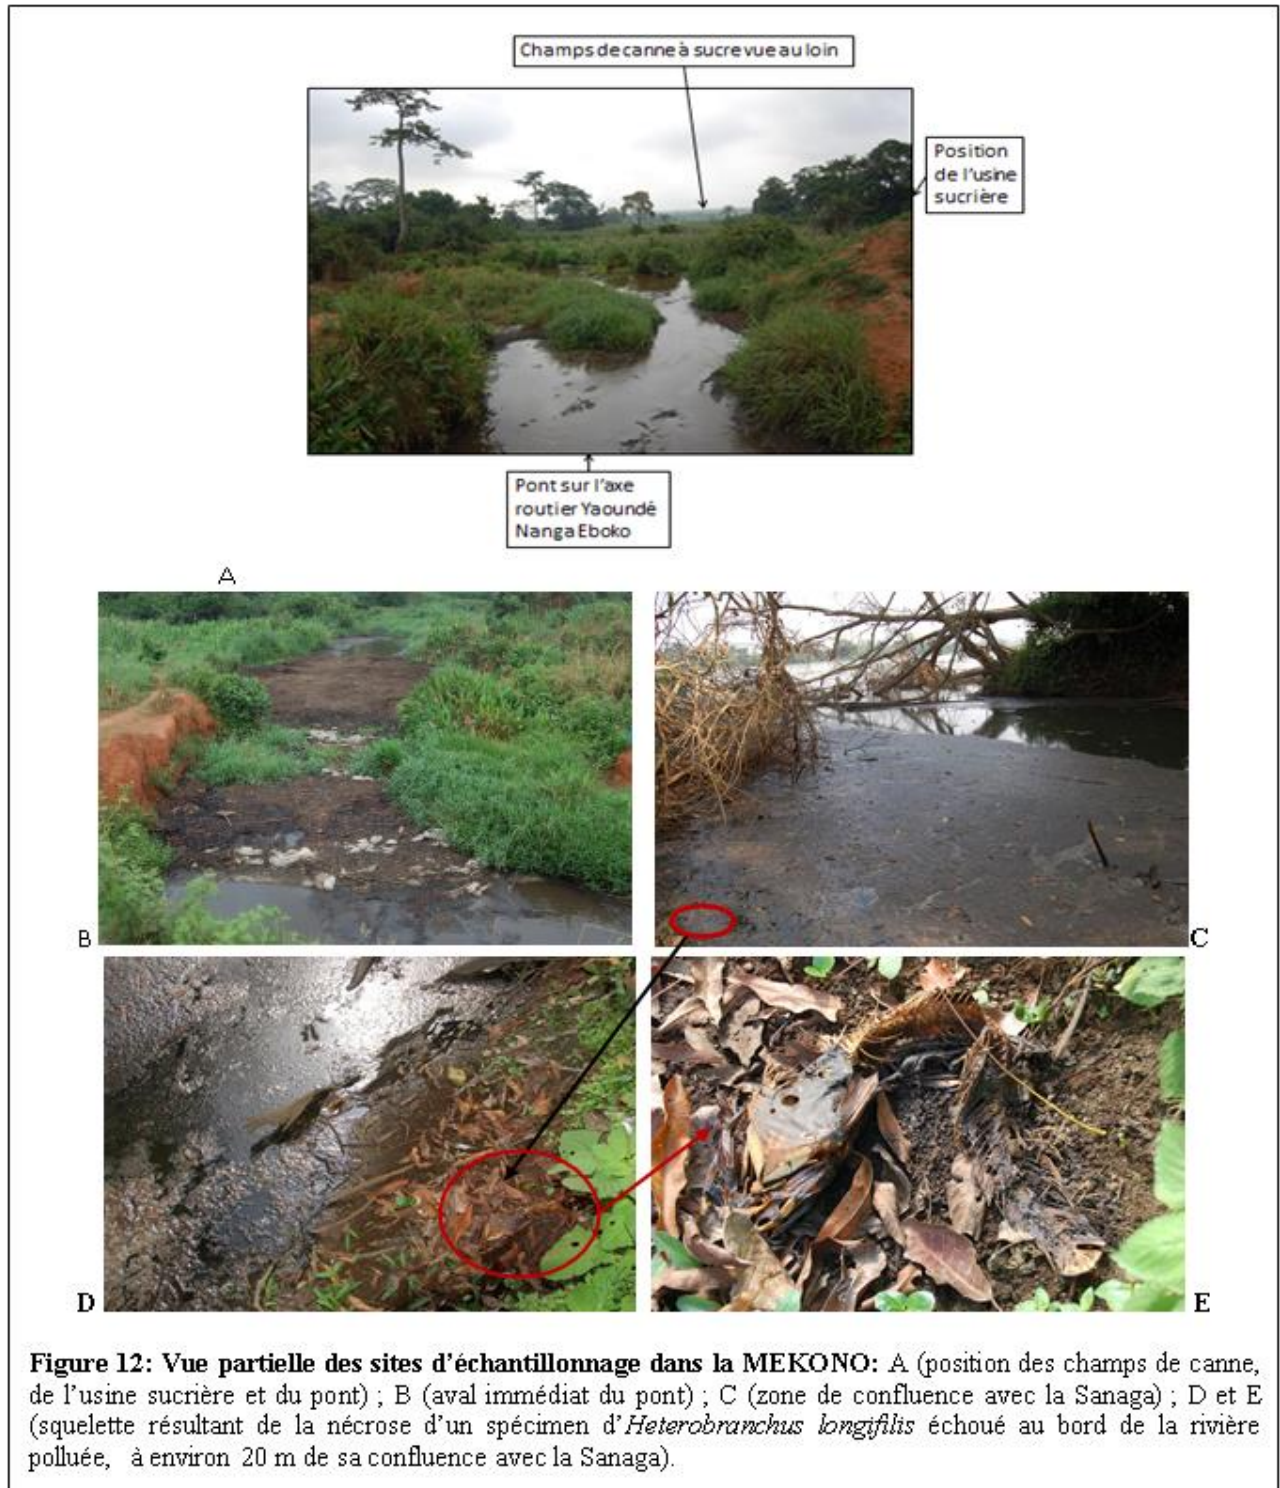 Champs de canne à sucre vue au loin
Position
de l'usine
sucrière
Pont sur l'axe
routier Yaoundé
Nanga Eboko
A
B
C
D
E
Figure 12: Vue partielle des sites d'échantillonnage dans la MEKONO: A (position des champs de canne,
de l'usine sucrière et du pont) ; B (aval immédiat du pont) ; C (zone de confluence avec la Sanaga) ; D et E
(squelette résultant de la nécrose d'un spécimen d'Heterobranchus longifilis échoué au bord de la rivière
polluée, à environ 20 m de sa confluence avec la Sanaga).